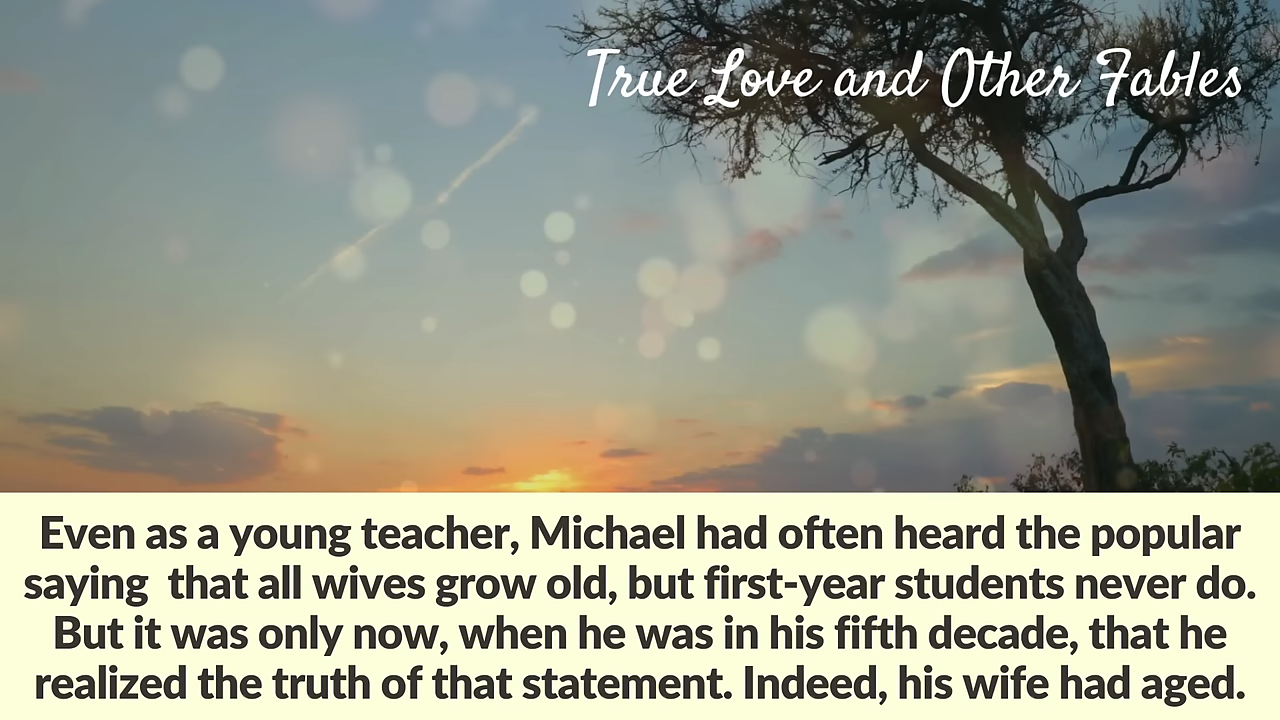 True Love and Other Fables
Even as a young teacher, Michael had often heard the popular
saying  that all wives grow old, but first-year students never do.
But it was only now, when he was in his fifth decade, that he
realized the truth of that statement. Indeed, his wife had aged.